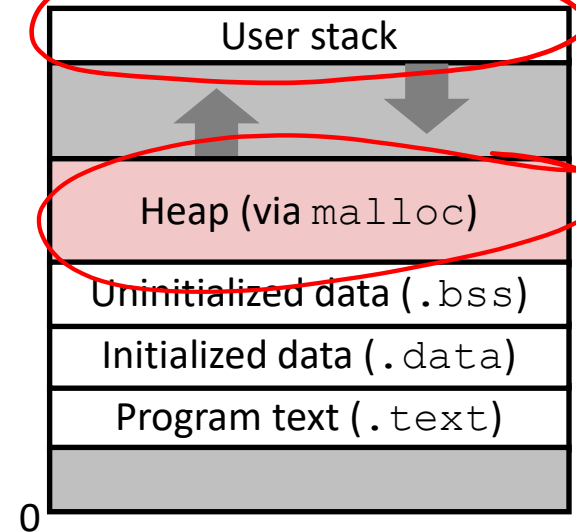 User stack
Heap (via malloc)
Uninitialized data (.bss)
Initialized data (.data)
Program text (.text)
0